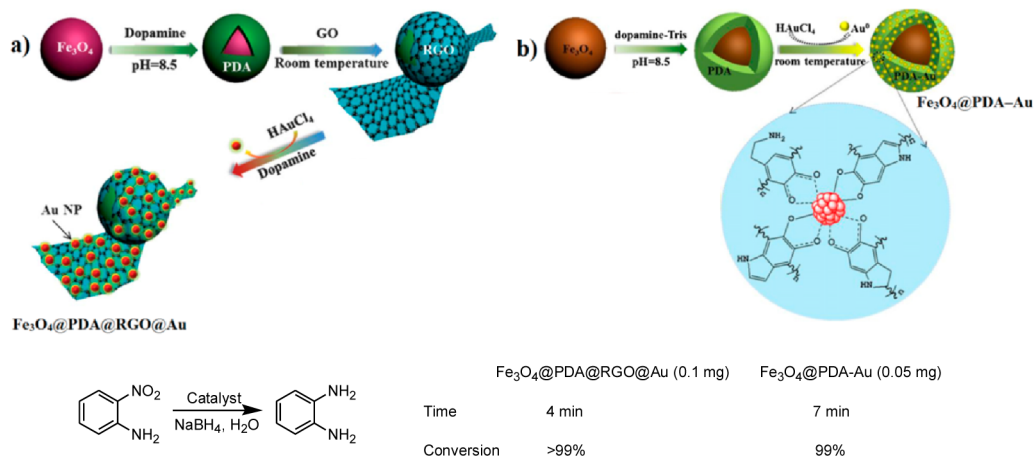 a)
Fe3O4
Dopamine
pH=8.5
PDA
GO
Room temperature
RGO
HAuCl4
Dopamine
Au NP
Fe3O4@PDA@RGO@Au
b)
Fe3O4
dopamine-Tris
pH=8.5
PDA
HAuCl4
Au0
room temperature
PDA-Au
Fe3O4@PDA–Au
NH2
n
O
O
n
NH
O
O
O
O
n
HN
O
O
n
HN
NO2
NH2
Catalyst
NaBH4, H2O
NH2
NH2
Fe3O4@PDA@RGO@Au (0.1 mg) Fe3O4@PDA-Au (0.05 mg)
Time 4 min 7 min
Conversion >99% 99%